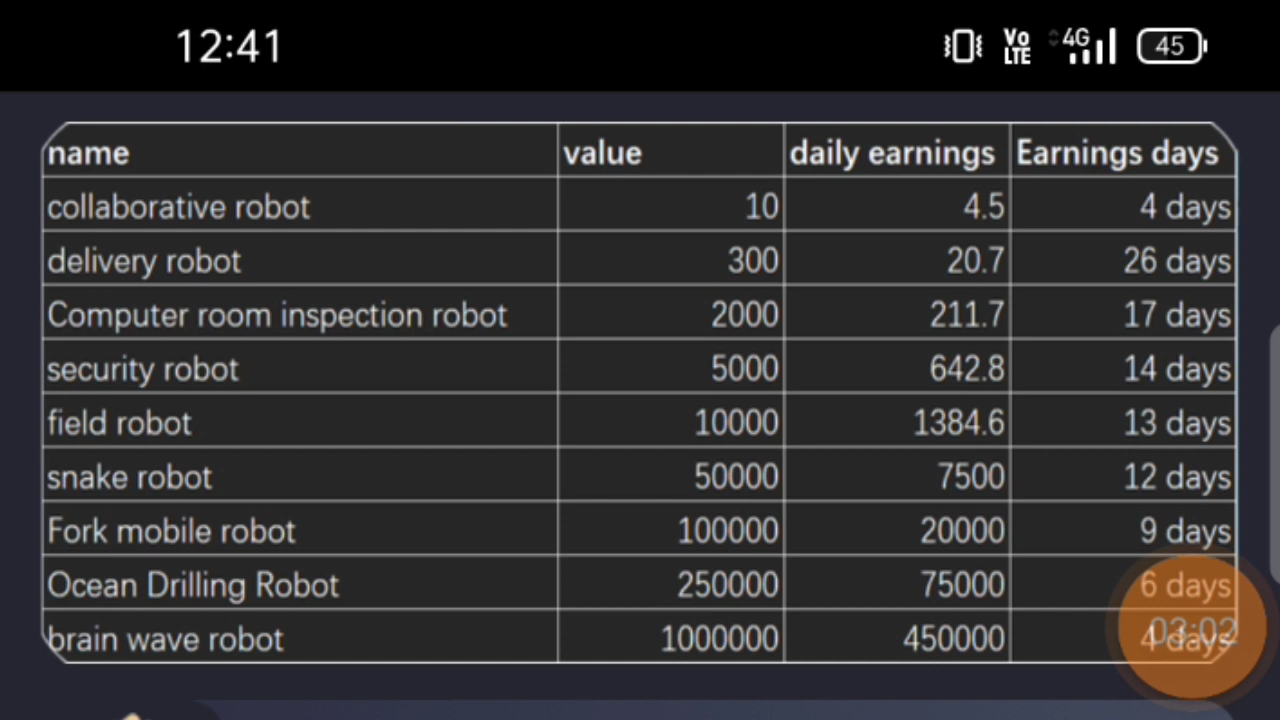 12:41 Vo LTE 4G 45
name value daily earnings Earnings days
collaborative robot 10 4.5 4 days
delivery robot 300 20.7 26 days
Computer room inspection robot 2000 211.7 17 days
security robot 5000 642.8 14 days
field robot 10000 1384.6 13 days
snake robot 50000 7500 12 days
Fork mobile robot 100000 20000 9 days
Ocean Drilling Robot 250000 75000 6 days
brain wave robot 1000000 450000 4 days
03:02